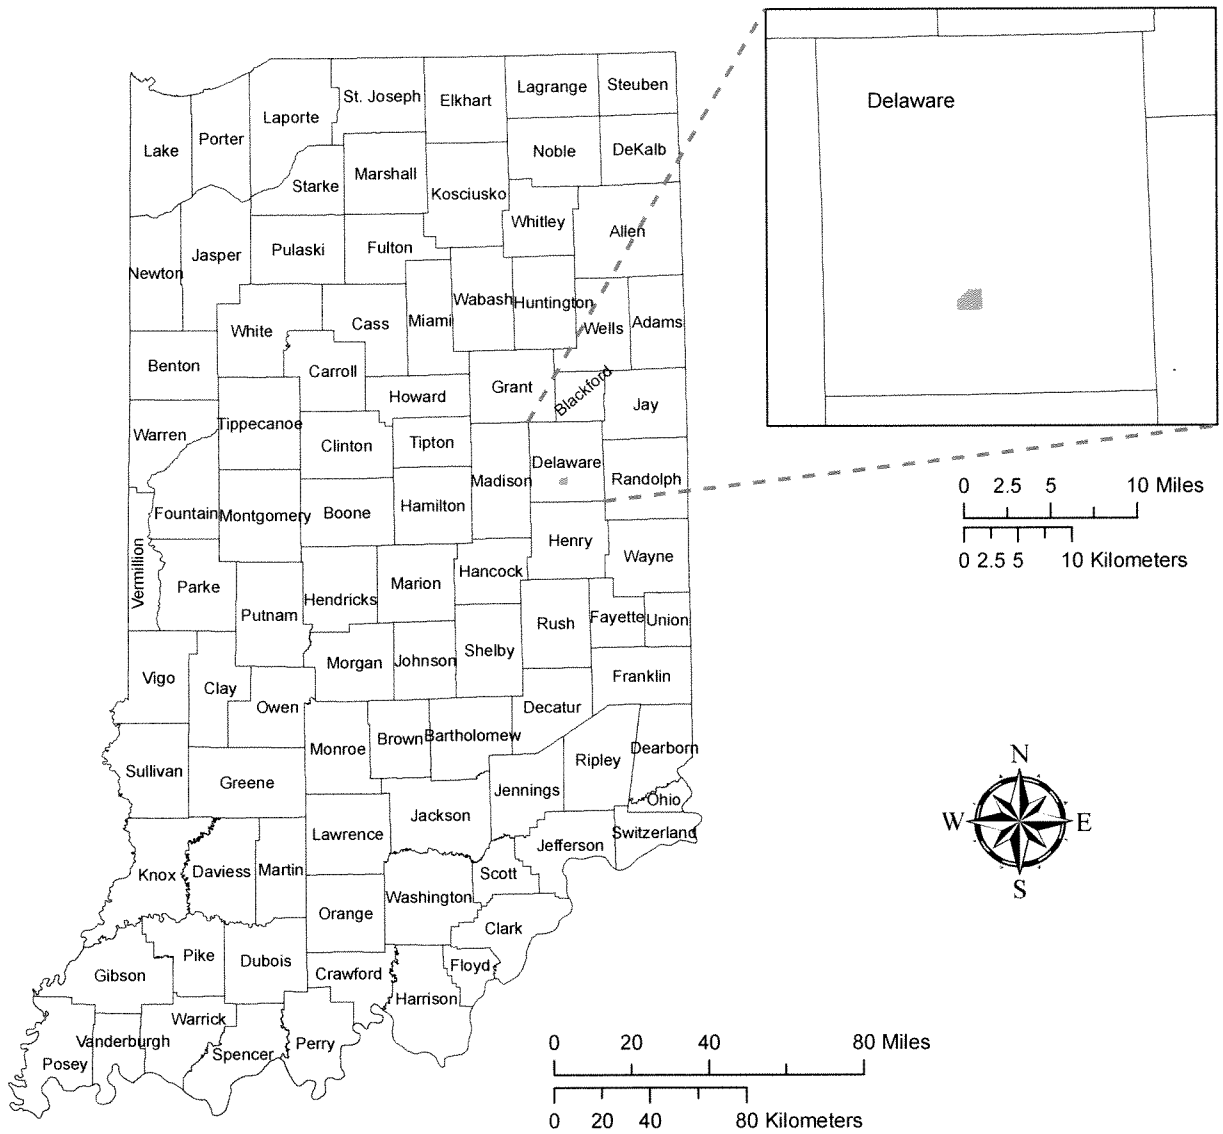 Delaware
St. Joseph
Elkhart
Lagrange
Steuben
Laporte
Lake
Porter
Noble
DeKalb
Starke
Marshall
Kosciusko
Whitley
Allen
Newton
Jasper
Pulaski
Fulton
White
Cass
Miami
Wabash
Huntington
Wells
Adams
Benton
Carroll
Howard
Grant
Blackford
Jay
Warren
Tippecanoe
Clinton
Tipton
Madison
Delaware
Randolph
0 2.5 5 10 Miles
0 2.5 5 10 Kilometers
Fountain
Montgomery
Boone
Hamilton
Henry
Wayne
Vermillion
Parke
Putnam
Hendricks
Marion
Hancock
Rush
Fayette
Union
Vigo
Clay
Owen
Morgan
Johnson
Shelby
Franklin
Decatur
Sullivan
Greene
Monroe
Brown
Bartholomew
Jennings
Ripley
Dearborn
Ohio
Switzerland
Knox
Daviess
Martin
Lawrence
Jackson
Jefferson
Scott
Washington
Orange
Clark
Floyd
Gibson
Pike
Dubois
Crawford
Harrison
Posey
Vanderburgh
Warrick
Spencer
Perry
N
W E
S
0 20 40 80 Miles
0 20 40 80 Kilometers